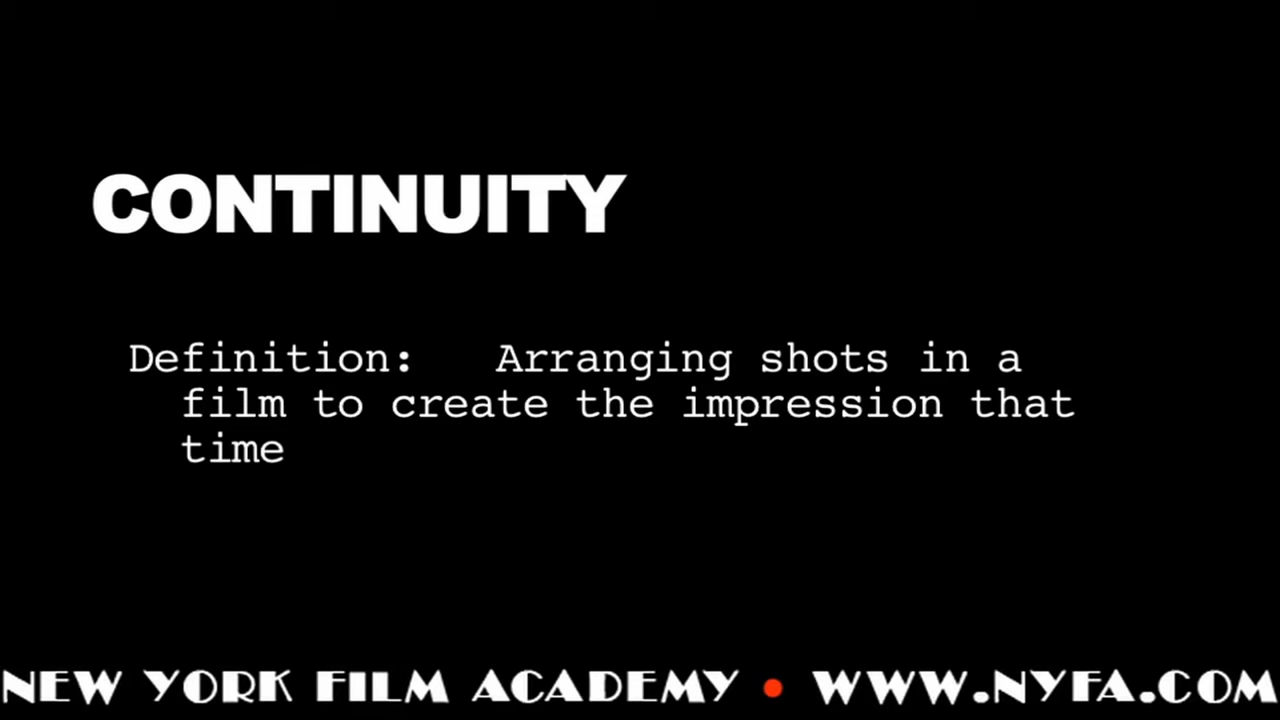 CONTINUITY
Definition: Arranging shots in a
film to create the impression that
time
NEW YORK FILM ACADEMY • WWW.NYFA.COM